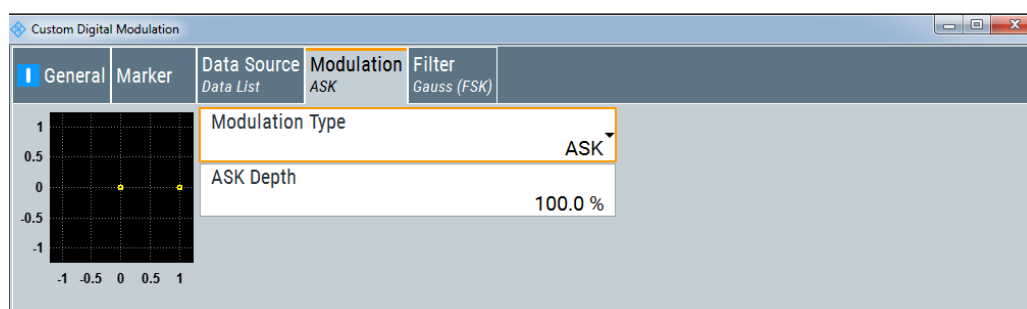 Custom Digital Modulation
General
Marker
Data Source
Data List
Modulation
ASK
Filter
Gauss (FSK)
Modulation Type
ASK
ASK Depth
100.0 %
1
0.5
0
-0.5
-1
-1 -0.5 0 0.5 1